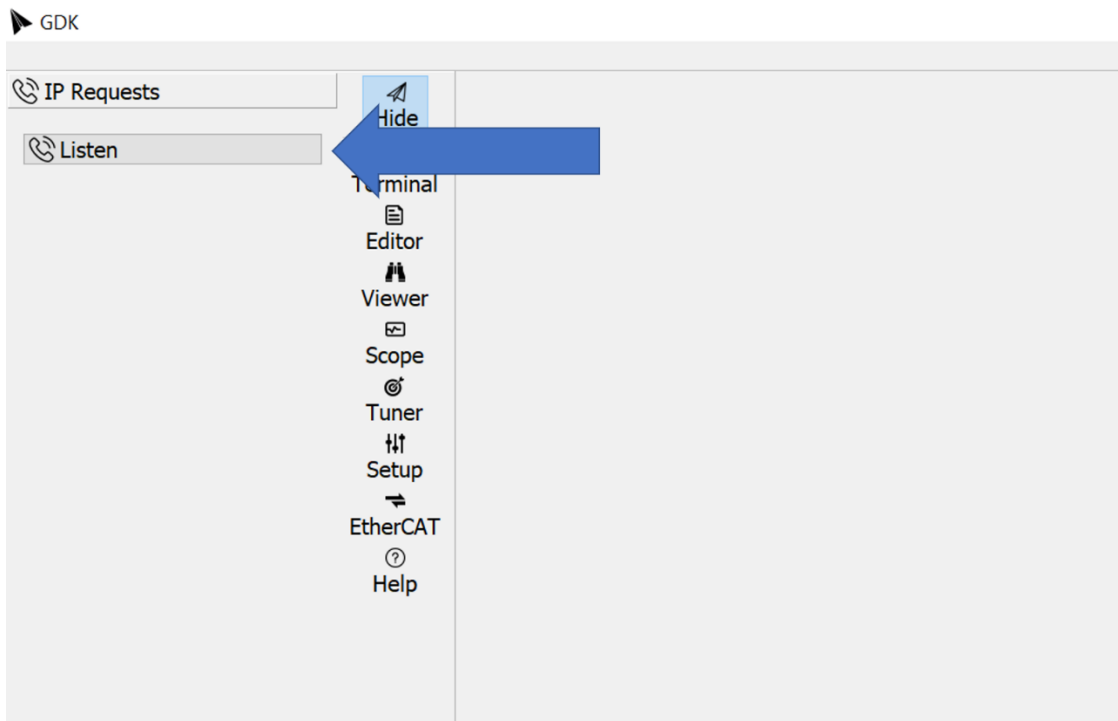 GDK
IP Requests
Listen
Hide
Terminal
Editor
Viewer
Scope
Tuner
Setup
EtherCAT
Help